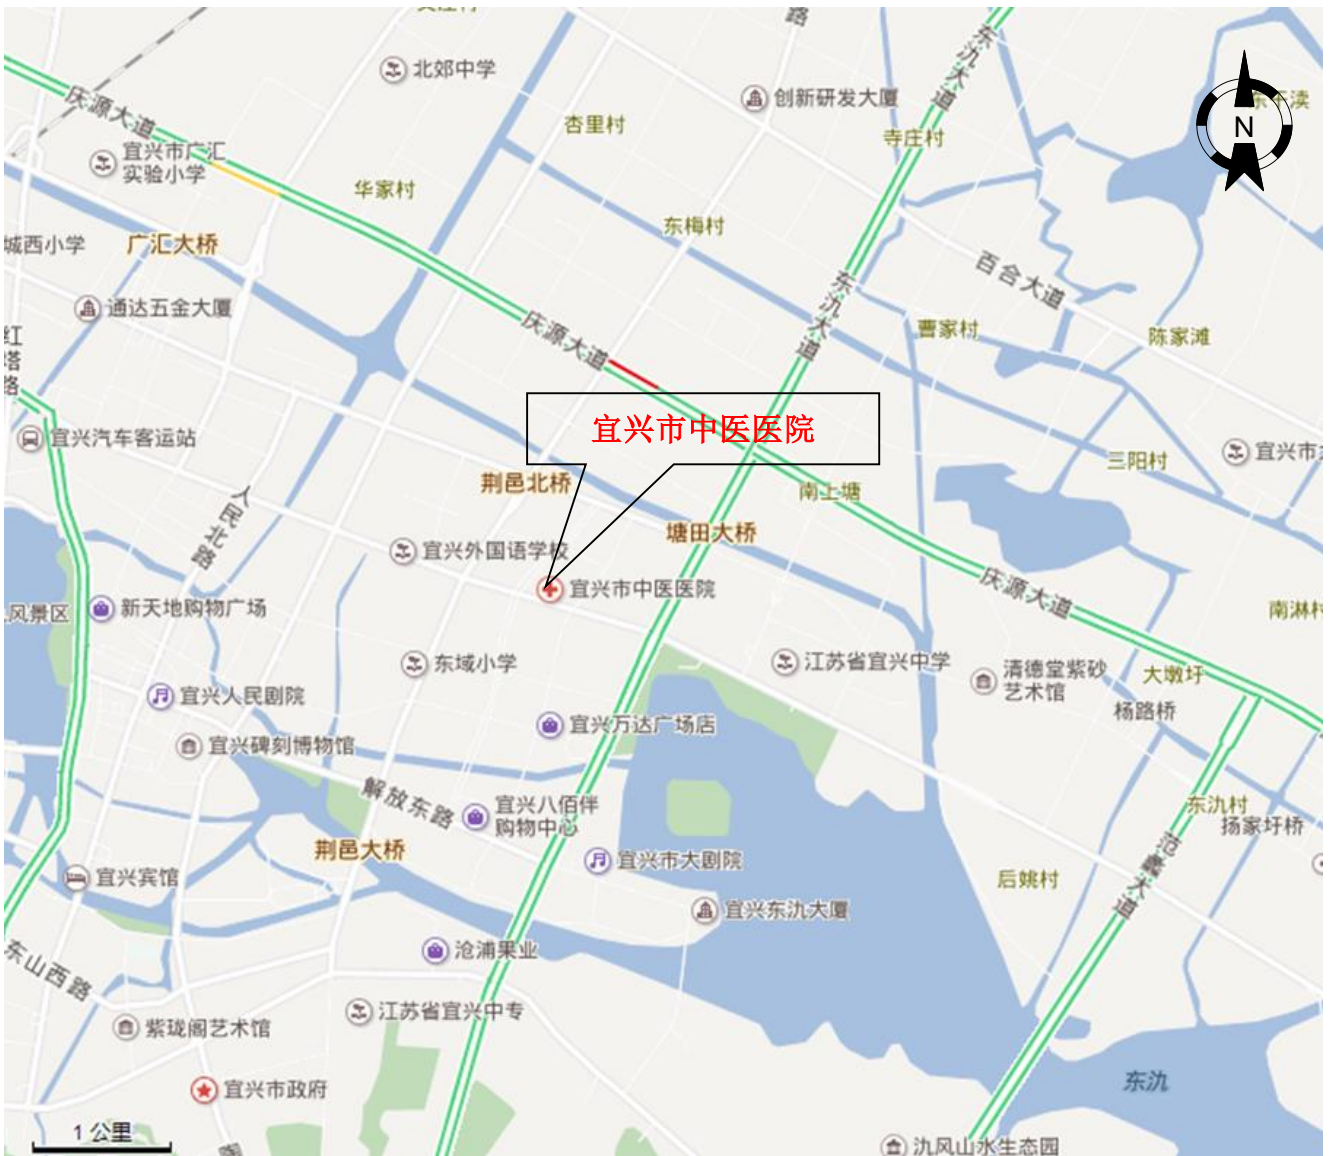 北郊中学
东氿大道
创新研发大厦
庆源大道
杏里村
寺庄村
N
宜兴市广汇
实验小学
华家村
东梅村
城西小学
广汇大桥
百合大道
东氿大道
通达五金大厦
庆源大道
曹家村
陈家滩
红塔路
宜兴市中医医院
宜兴汽车客运站
三阳村
荆邑北桥
南上塘
人民北路
塘田大桥
宜兴外国语学校
宜兴市中医医院
庆源大道
风景区
新天地购物广场
东域小学
江苏省宜兴中学
清德堂紫砂
艺术馆
大墩圩
宜兴人民剧院
杨路桥
宜兴万达广场店
宜兴碑刻博物馆
解放东路
宜兴八佰伴
购物中心
东氿村
扬家圩桥
荆邑大桥
宜兴市大剧院
范蠡大道
宜兴宾馆
后姚村
宜兴东氿大厦
沧浦果业
东山西路
江苏省宜兴中专
紫珑阁艺术馆
宜兴市政府
东氿
1 公里
氿风山水生态园